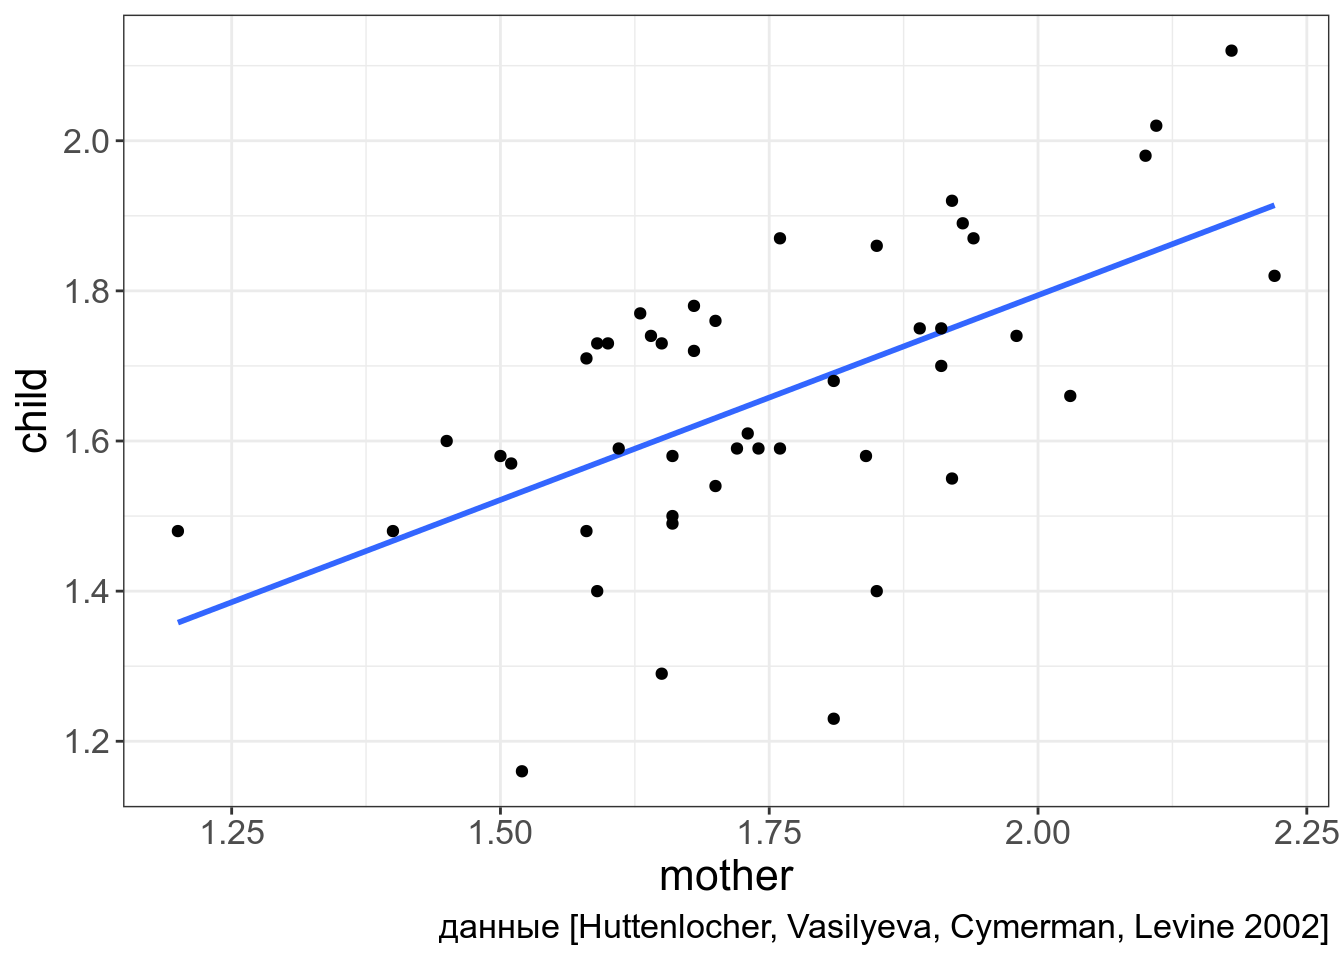 2.0
1.8
1.6
1.4
1.2
child
1.25 1.50 1.75 2.00 2.25
mother
данные [Huttenlocher, Vasilyeva, Cymerman, Levine 2002]